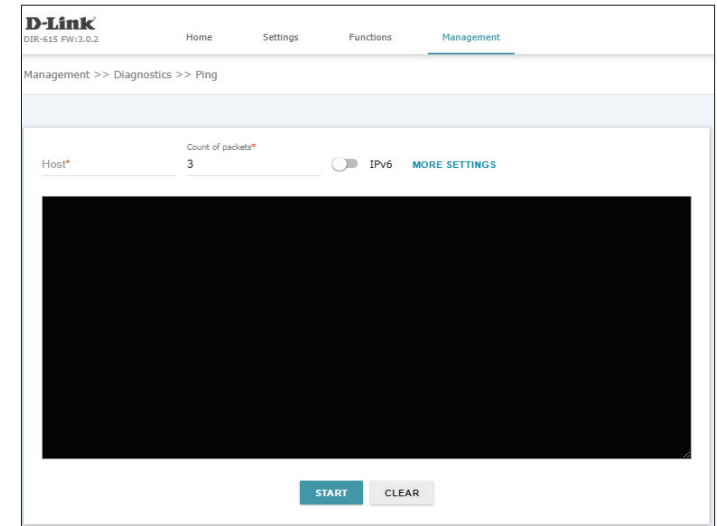 D-Link
DIR-615 FW:3.0.2
Home Settings Functions Management
Management >> Diagnostics >> Ping
Count of packets*
Host* 3 IPv6 MORE SETTINGS
START CLEAR